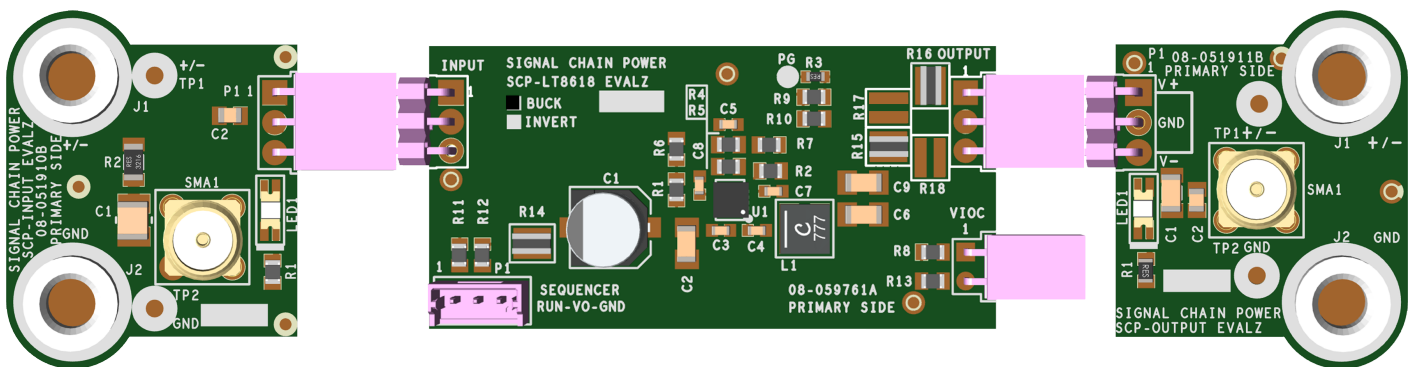 +/-
TP1
J1
P1 1
C2
SIGNAL CHAIN POWER
SCP-INPUT EVALZ
08-051910B
PRIMARY SIDE
+/-
R2
SMA1
C1
LED1
GND
J2
R1
TP2
GND
INPUT
1
SIGNAL CHAIN POWER
SCP-LT8618 EVALZ
BUCK
INVERT
PG
R3
RES
R9
R10
R4
R5
C5
R16
OUTPUT
1
R17
R15
R18
R6
C8
R7
R2
R1
C7
C1
U1
C9
C6
R11
R12
R14
C3
C4
C
777
L1
C2
VIOC
1
R8
R13
1
P1
SEQUENCER
RUN-VO-GND
08-059761A
PRIMARY SIDE
P1
08-051911B
PRIMARY SIDE
1
V+
GND
V-
TP1
+/-
J1
+/-
SMA1
LED1
C1
C2
TP2
GND
J2
GND
R1
RES
SIGNAL CHAIN POWER
SCP-OUTPUT EVALZ